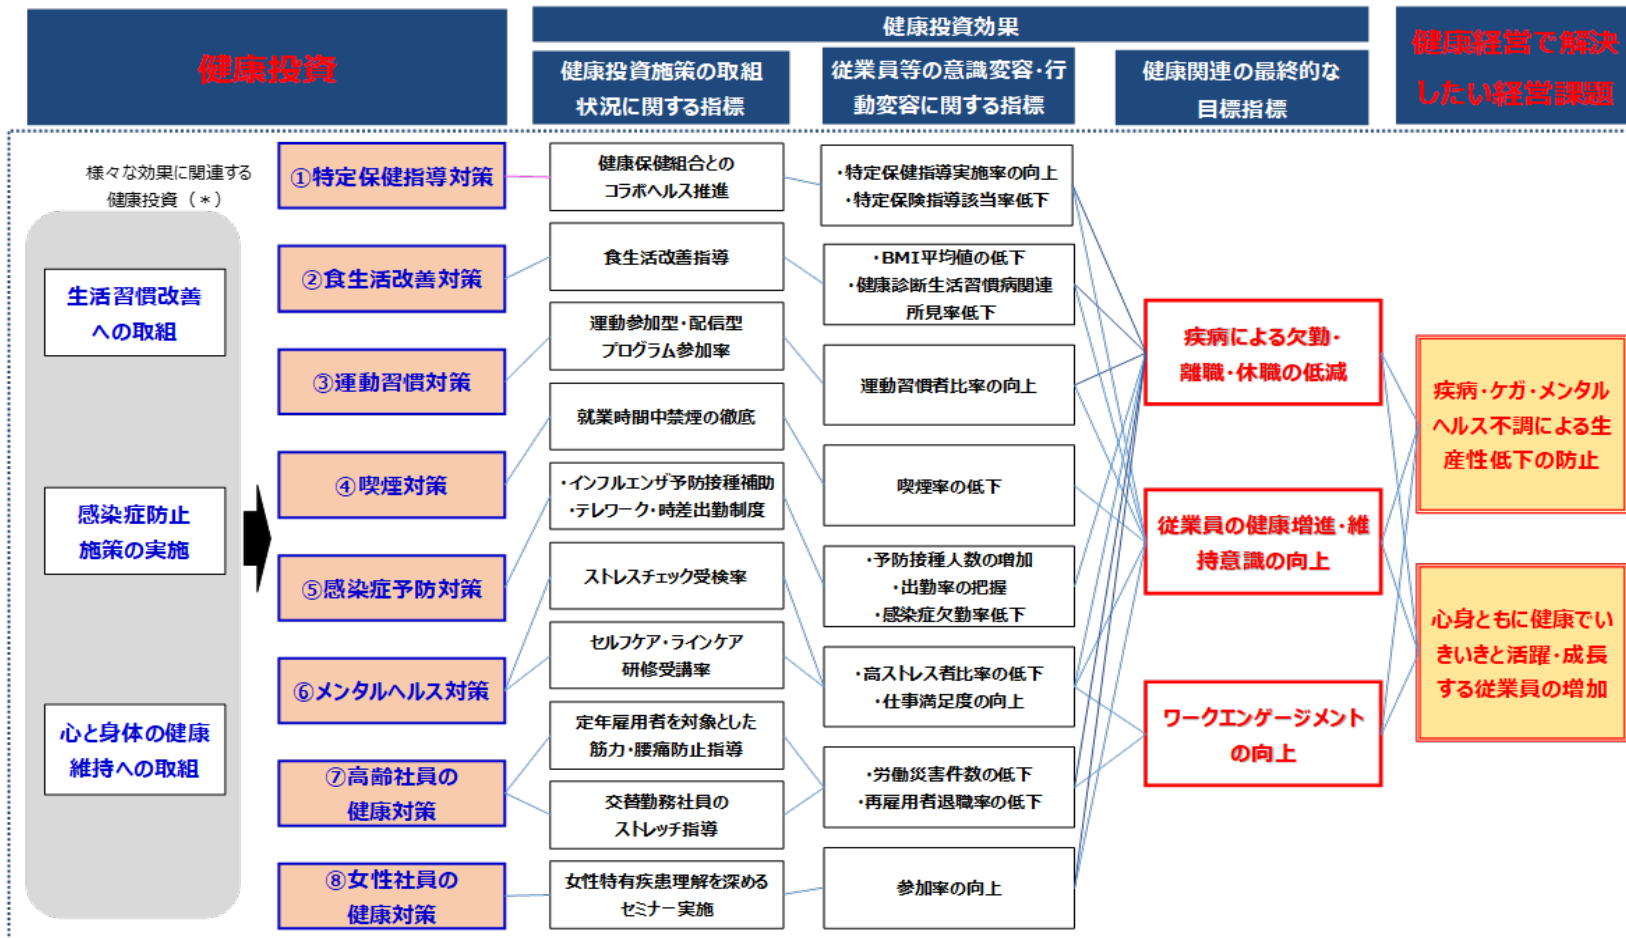 健康投資
健康投資効果
健康投資施策の取組
状況に関する指標
従業員等の意識変容・行
動変容に関する指標
健康関連の最終的な
目標指標
健康経営で解決
したい経営課題
様々な効果に関連する
健康投資（＊）
生活習慣改善
への取組
感染症防止
施策の実施
心と身体の健康
維持への取組
①特定保健指導対策
②食生活改善対策
③運動習慣対策
④喫煙対策
⑤感染症予防対策
⑥メンタルヘルス対策
⑦高齢社員の
健康対策
⑧女性社員の
健康対策
健康保健組合との
コラボヘルス推進
食生活改善指導
運動参加型・配信型
プログラム参加率
就業時間中禁煙の徹底
・インフルエンザ予防接種補助
・テレワーク・時差出勤制度
ストレスチェック受検率
セルフケア・ラインケア
研修受講率
定年雇用者を対象とした
筋力・腰痛防止指導
交替勤務社員の
ストレッチ指導
女性特有疾患理解を深める
セミナー実施
・特定保健指導実施率の向上
・特定保険指導該当率低下
・BMI平均値の低下
・健康診断生活習慣病関連
所見率低下
運動習慣者比率の向上
喫煙率の低下
・予防接種人数の増加
・出勤率の把握
・感染症欠勤率低下
・高ストレス者比率の低下
・仕事満足度の向上
・労働災害件数の低下
・再雇用者退職率の低下
参加率の向上
疾病による欠勤・
離職・休職の低減
従業員の健康増進・維
持意識の向上
ワークエンゲージメント
の向上
疾病・ケガ・メンタル
ヘルス不調による生
産性低下の防止
心身ともに健康でい
きいきと活躍・成長
する従業員の増加